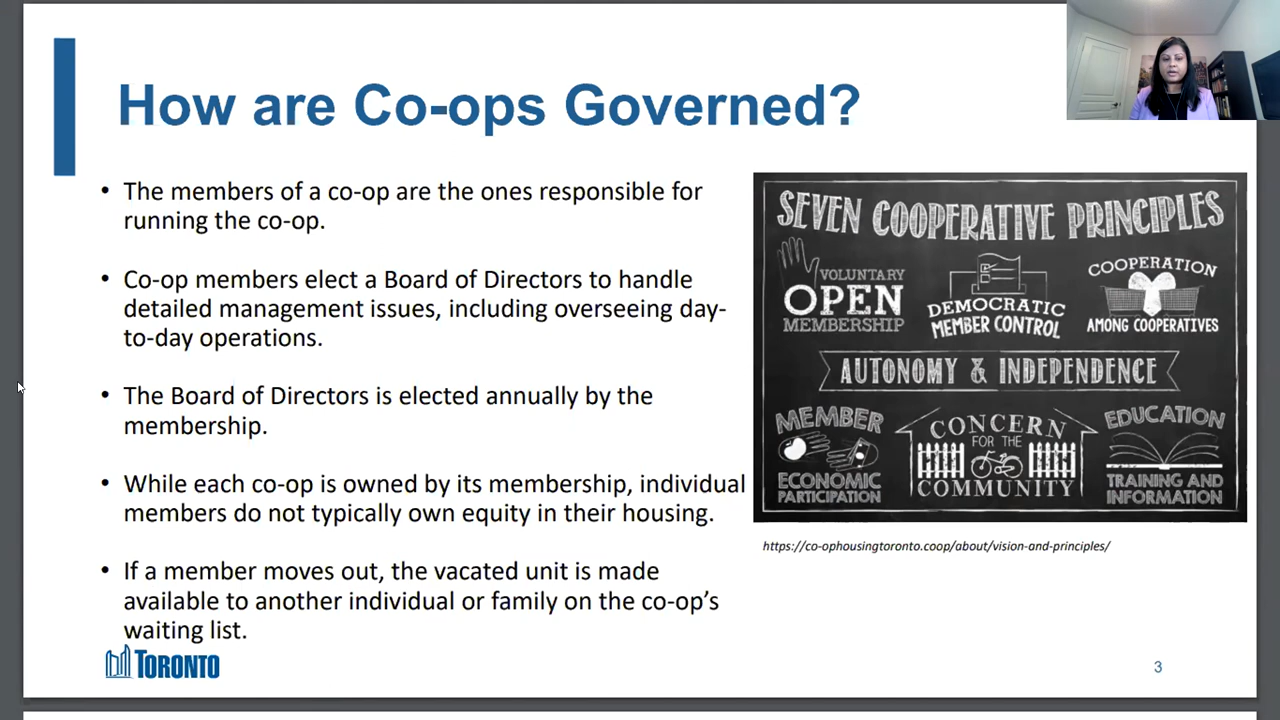 How are Co-ops Governed?
• The members of a co-op are the ones responsible for
running the co-op.
• Co-op members elect a Board of Directors to handle
detailed management issues, including overseeing day-
to-day operations.
• The Board of Directors is elected annually by the
membership.
• While each co-op is owned by its membership, individual
members do not typically own equity in their housing.
• If a member moves out, the vacated unit is made
available to another individual or family on the co-op’s
waiting list.
SEVEN COOPERATIVE PRINCIPLES
VOLUNTARY
OPEN
MEMBERSHIP
DEMOCRATIC
MEMBER CONTROL
COOPERATION
AMONG COOPERATIVES
AUTONOMY & INDEPENDENCE
MEMBER
ECONOMIC
PARTICIPATION
CONCERN
FOR THE
COMMUNITY
EDUCATION
TRAINING AND
INFORMATION
https://co-ophousingtoronto.coop/about/vision-and-principles/
TORONTO
3